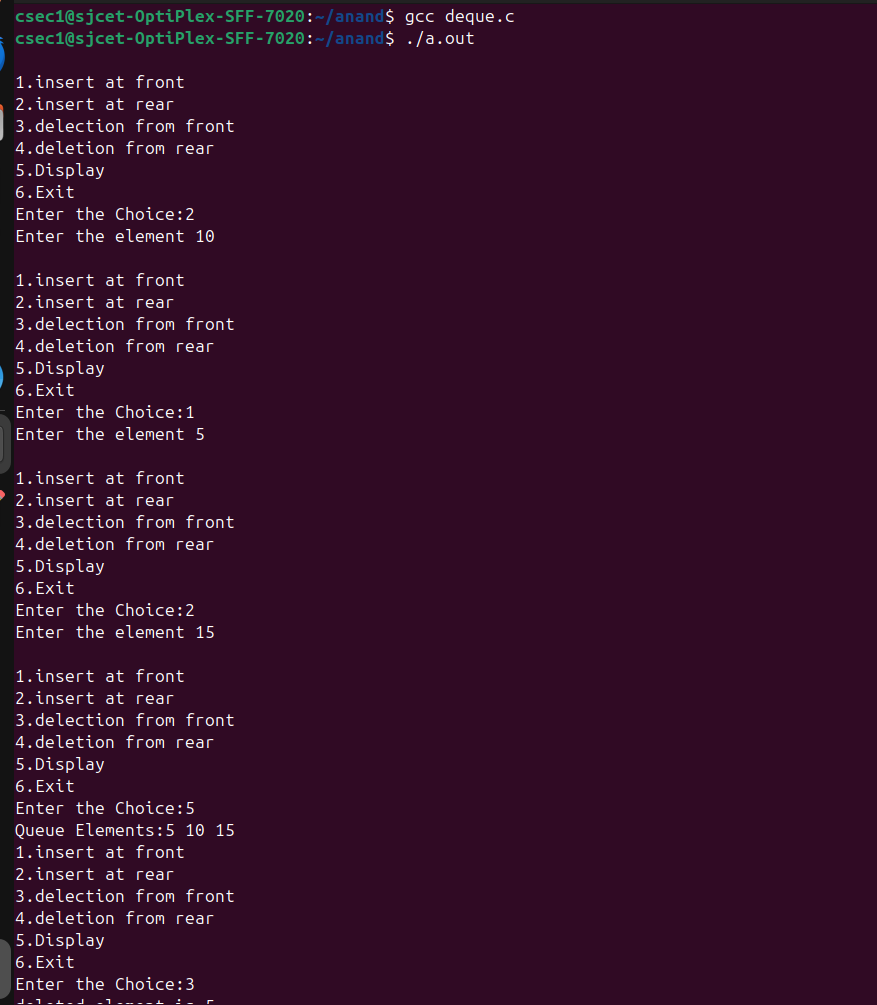 csec1@sjcet-OptiPlex-SFF-7020:~/anand$ gcc deque.c
csec1@sjcet-OptiPlex-SFF-7020:~/anand$ ./a.out
1.insert at front
2.insert at rear
3.delection from front
4.deletion from rear
5.Display
6.Exit
Enter the Choice:2
Enter the element 10
1.insert at front
2.insert at rear
3.delection from front
4.deletion from rear
5.Display
6.Exit
Enter the Choice:1
Enter the element 5
1.insert at front
2.insert at rear
3.delection from front
4.deletion from rear
5.Display
6.Exit
Enter the Choice:2
Enter the element 15
1.insert at front
2.insert at rear
3.delection from front
4.deletion from rear
5.Display
6.Exit
Enter the Choice:5
Queue Elements:5 10 15
1.insert at front
2.insert at rear
3.delection from front
4.deletion from rear
5.Display
6.Exit
Enter the Choice:3
deleted element is 5